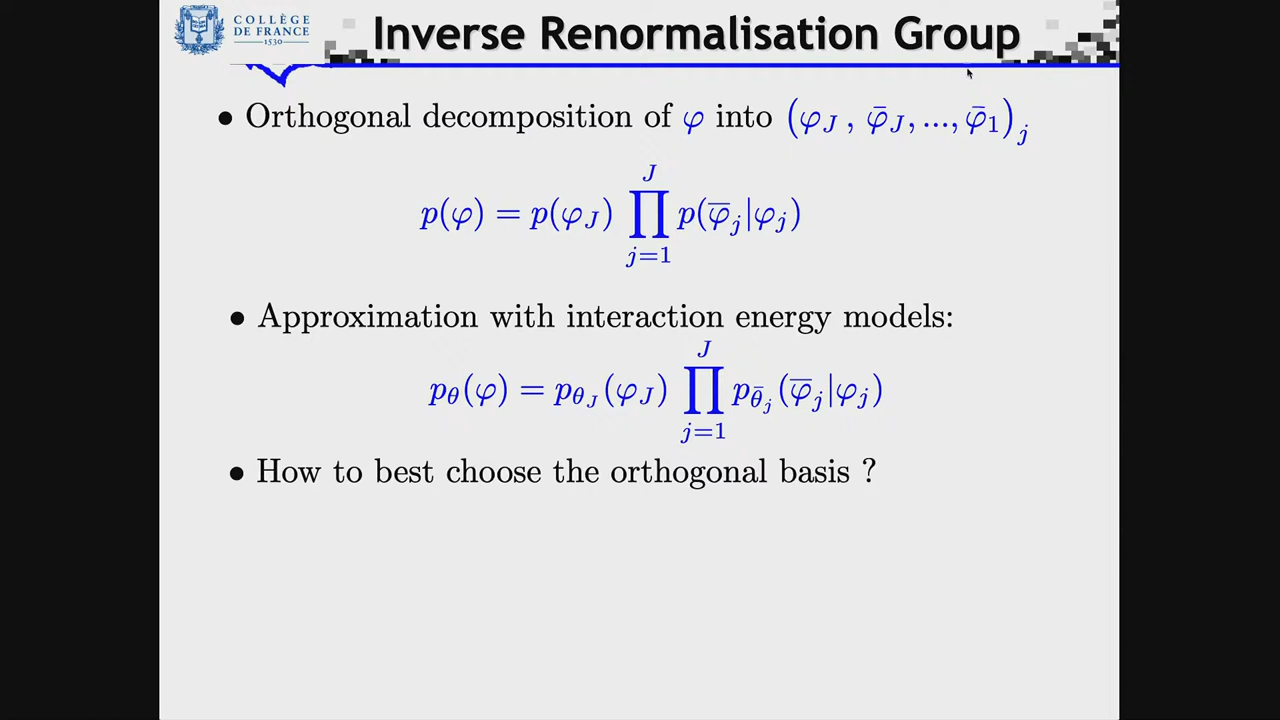 COLLÈGE
DE FRANCE
1530
Inverse Renormalisation Group
• Orthogonal decomposition of φ into (φ_J , φ̄_J, ..., φ̄_1)_j
p(φ) = p(φ_J) ∏_{j=1}^{J} p(φ̄_j|φ_j)
• Approximation with interaction energy models:
p_θ(φ) = p_{θ_J}(φ_J) ∏_{j=1}^{J} p_{θ̄_j}(φ̄_j|φ_j)
• How to best choose the orthogonal basis ?